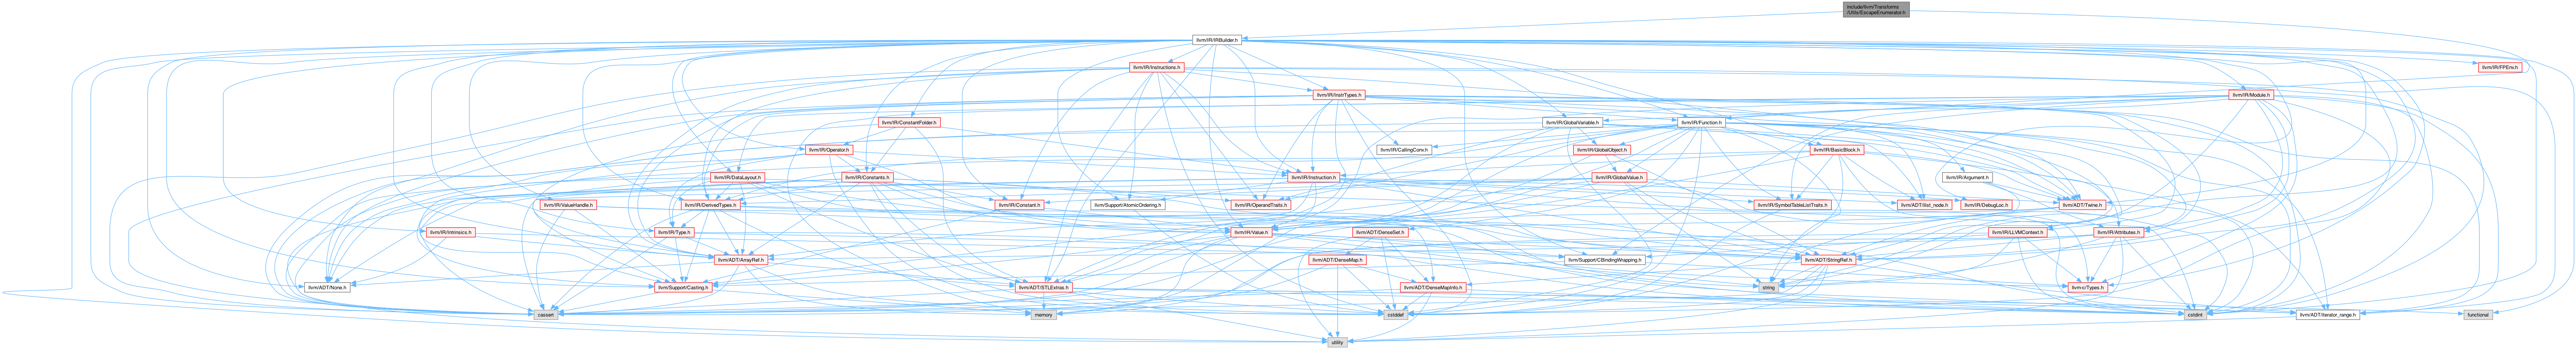 include/llvm/Transforms
/Utils/EscapeEnumerator.h
llvm/IR/IRBuilder.h
llvm/IR/Instructions.h
llvm/IR/FPEnv.h
llvm/IR/InstrTypes.h
llvm/IR/Module.h
llvm/IR/ConstantFolder.h
llvm/IR/GlobalVariable.h
llvm/IR/Function.h
llvm/IR/Operator.h
llvm/IR/CallingConv.h
llvm/IR/GlobalObject.h
llvm/IR/BasicBlock.h
llvm/IR/DataLayout.h
llvm/IR/Constants.h
llvm/IR/Instruction.h
llvm/IR/GlobalValue.h
llvm/IR/Argument.h
llvm/IR/ValueHandle.h
llvm/IR/DerivedTypes.h
llvm/IR/Constant.h
llvm/Support/AtomicOrdering.h
llvm/IR/OperandTraits.h
llvm/IR/SymbolTableListTraits.h
llvm/ADT/ilist_node.h
llvm/IR/DebugLoc.h
llvm/ADT/Twine.h
llvm/IR/Intrinsics.h
llvm/IR/Type.h
llvm/IR/Value.h
llvm/ADT/DenseSet.h
llvm/IR/LLVMContext.h
llvm/IR/Attributes.h
llvm/ADT/ArrayRef.h
llvm/ADT/DenseMap.h
llvm/Support/CBindingWrapping.h
llvm/ADT/StringRef.h
llvm/ADT/None.h
llvm/Support/Casting.h
llvm/ADT/STLExtras.h
llvm/ADT/DenseMapInfo.h
string
llvm-c/Types.h
cassert
memory
cstddef
cstdint
llvm/ADT/iterator_range.h
functional
utility